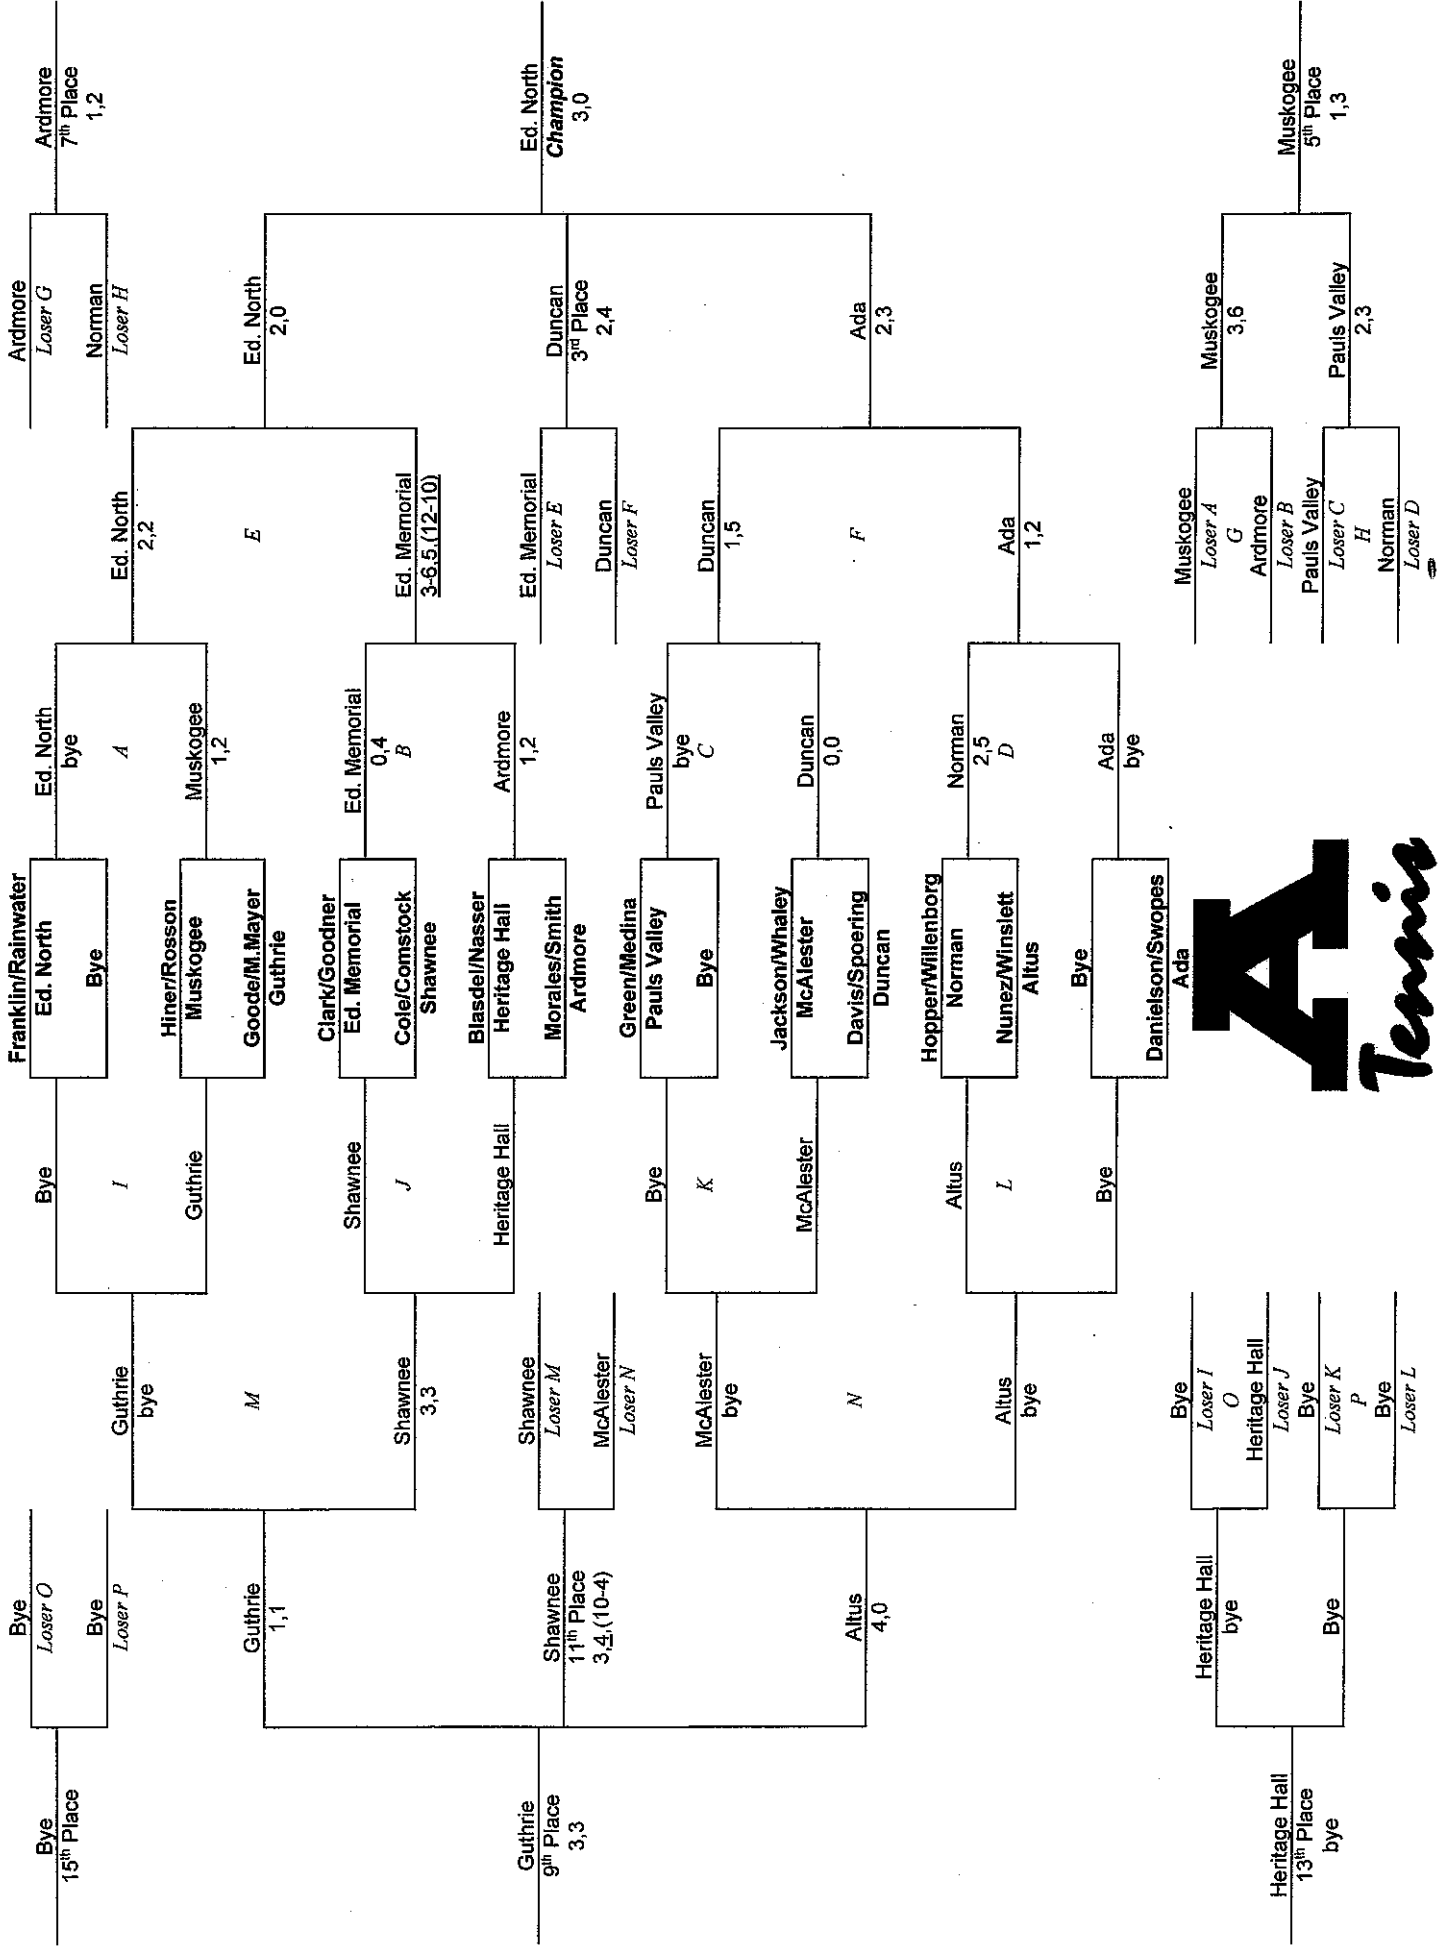 Bye
15th Place
Bye
Loser O
Bye
Loser P
Guthrie
9th Place
3,3
Guthrie
1,1
Shawnee
11th Place
3,4,(10-4)
Altus
4,0
Guthrie
bye
M
Shawnee
3,3
Shawnee
Loser M
McAlester
Loser N
McAlester
bye
N
Altus
bye
Bye
I
Guthrie
Shawnee
J
Heritage Hall
Bye
K
McAlester
Altus
L
Bye
Heritage Hall
13th Place
bye
Heritage Hall
bye
Bye
Bye
Loser I
O
Heritage Hall
Loser J
Bye
Loser K
P
Bye
Loser L
Franklin/Rainwater
Ed. North
Bye
Hiner/Rosson
Muskogee
Goode/M.Mayer
Guthrie
Clark/Goodner
Ed. Memorial
Cole/Comstock
Shawnee
Blasdel/Nasser
Heritage Hall
Morales/Smith
Ardmore
Green/Medina
Pauls Valley
Bye
Jackson/Whaley
McAlester
Davis/Spoering
Duncan
Hopper/Willenborg
Norman
Nunez/Winslett
Altus
Bye
Danielson/Swopes
Ada
A
Tennis
Ed. North
bye
A
Muskogee
1,2
Ed. Memorial
0,4
B
Ardmore
1,2
Pauls Valley
bye
C
Duncan
0,0
Norman
2,5
D
Ada
bye
Ed. North
2,2
E
Ed. Memorial
3-6,5,(12-10)
Ed. Memorial
Loser E
Duncan
Loser F
Duncan
1,5
F
Ada
1,2
Muskogee
Loser A
G
Ardmore
Loser B
Pauls Valley
Loser C
H
Norman
Loser D
Ardmore
Loser G
Norman
Loser H
Ed. North
2,0
Duncan
3rd Place
2,4
Ada
2,3
Muskogee
3,6
Pauls Valley
2,3
Ardmore
7th Place
1,2
Ed. North
Champion
3,0
Muskogee
5th Place
1,3